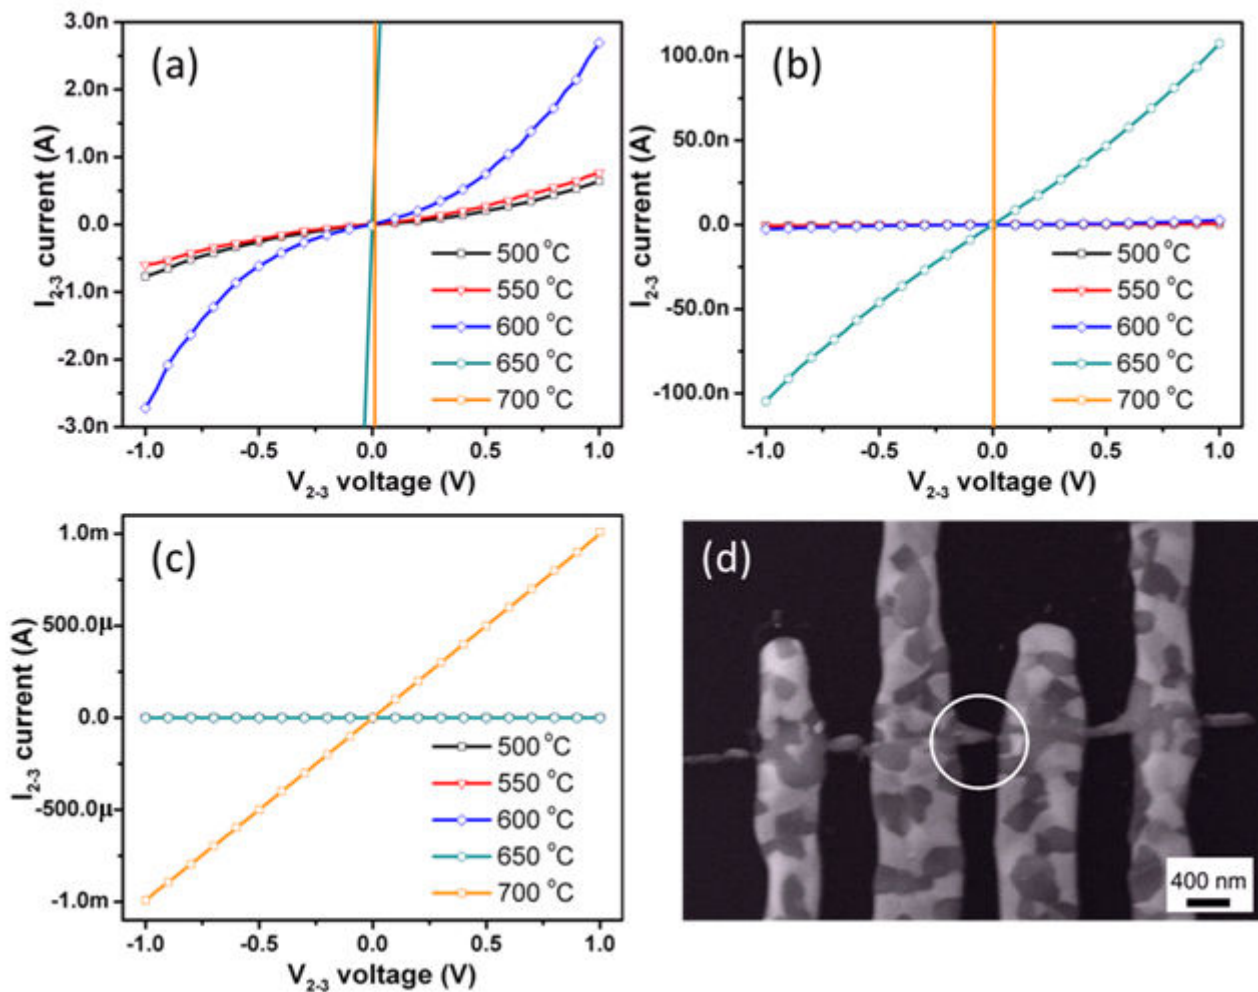 (a)
3.0n
2.0n
1.0n
0.0
-1.0n
-2.0n
-3.0n
I2-3 current (A)
500 °C
550 °C
600 °C
650 °C
700 °C
-1.0 -0.5 0.0 0.5 1.0
V2-3 voltage (V)
(b)
100.0n
50.0n
0.0
-50.0n
-100.0n
I2-3 current (A)
500 °C
550 °C
600 °C
650 °C
700 °C
-1.0 -0.5 0.0 0.5 1.0
V2-3 voltage (V)
(c)
1.0m
500.0μ
0.0
-500.0μ
-1.0m
I2-3 current (A)
500 °C
550 °C
600 °C
650 °C
700 °C
-1.0 -0.5 0.0 0.5 1.0
V2-3 voltage (V)
(d)
400 nm